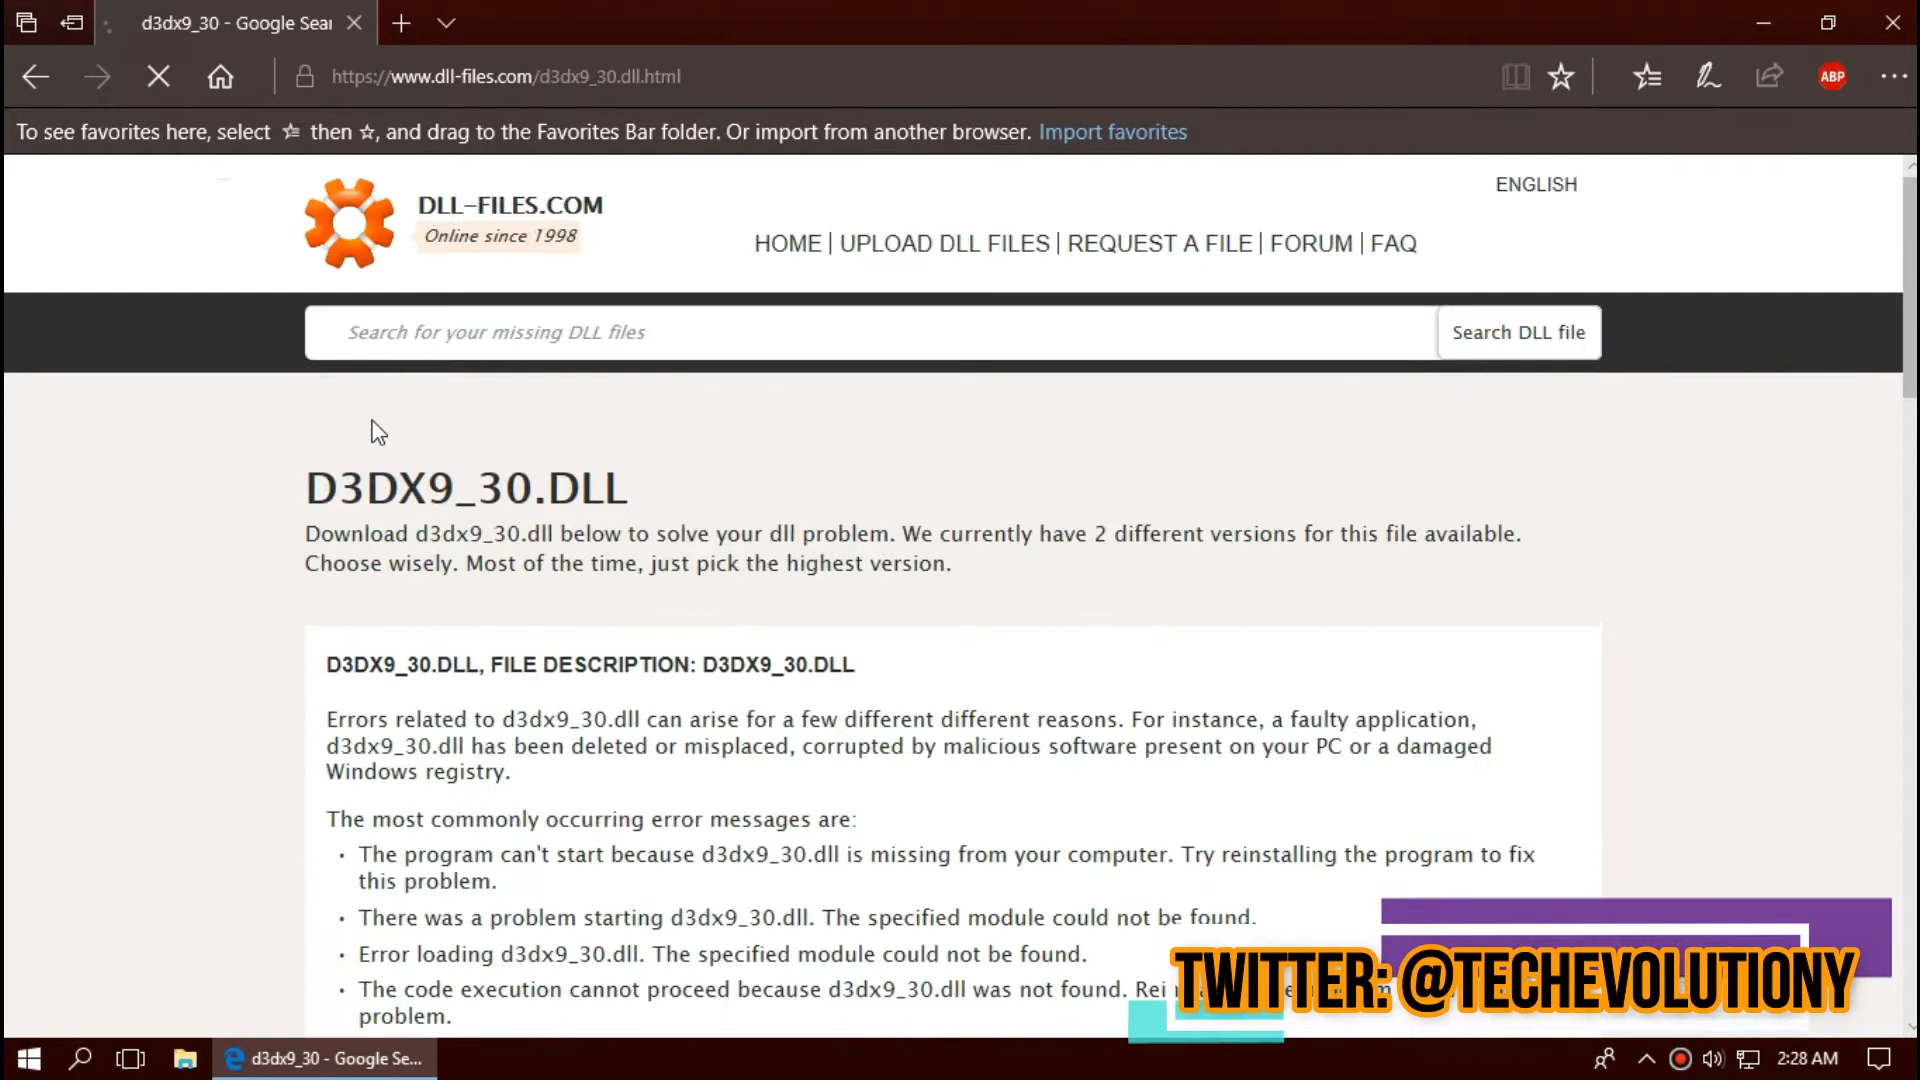 d3dx9_30 - Google Sear
https://www.dll-files.com/d3dx9_30.dll.html
ABP
To see favorites here, select then , and drag to the Favorites Bar folder. Or import from another browser. Import favorites
ENGLISH
DLL-FILES.COM
Online since 1998
HOME | UPLOAD DLL FILES | REQUEST A FILE | FORUM | FAQ
Search for your missing DLL files
Search DLL file
D3DX9_30.DLL
Download d3dx9_30.dll below to solve your dll problem. We currently have 2 different versions for this file available.
Choose wisely. Most of the time, just pick the highest version.
D3DX9_30.DLL, FILE DESCRIPTION: D3DX9_30.DLL
Errors related to d3dx9_30.dll can arise for a few different different reasons. For instance, a faulty application,
d3dx9_30.dll has been deleted or misplaced, corrupted by malicious software present on your PC or a damaged
Windows registry.
The most commonly occurring error messages are:
• The program can't start because d3dx9_30.dll is missing from your computer. Try reinstalling the program to fix
this problem.
• There was a problem starting d3dx9_30.dll. The specified module could not be found.
• Error loading d3dx9_30.dll. The specified module could not be found.
• The code execution cannot proceed because d3dx9_30.dll was not found.
problem.
TWITTER: @TECHEVOLUTIONY
d3dx9_30 - Google Se...
2:28 AM